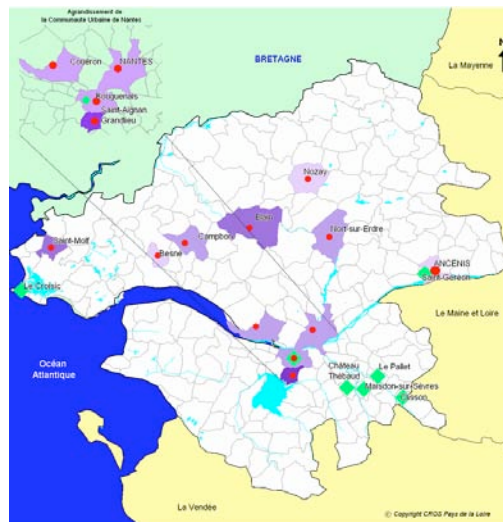 Agrandissement de
la Communauté Urbaine de Nantes
N
Couëron
NANTES
Bouguenais
Saint-Aignan
Grandlieu
BRETAGNE
La Mayenne
Nozay
Blain
Nort-sur-Erdre
Saint-Molf
Campbon
Besné
ANCENIS
Saint-Géréon
Le Croisic
Le Maine et Loire
Océan
Atlantique
Château
Thébaud
Le Pallet
Maisdon-sur-Sèvres
Clisson
La Vendée
© Copyright CROS Pays de la Loire